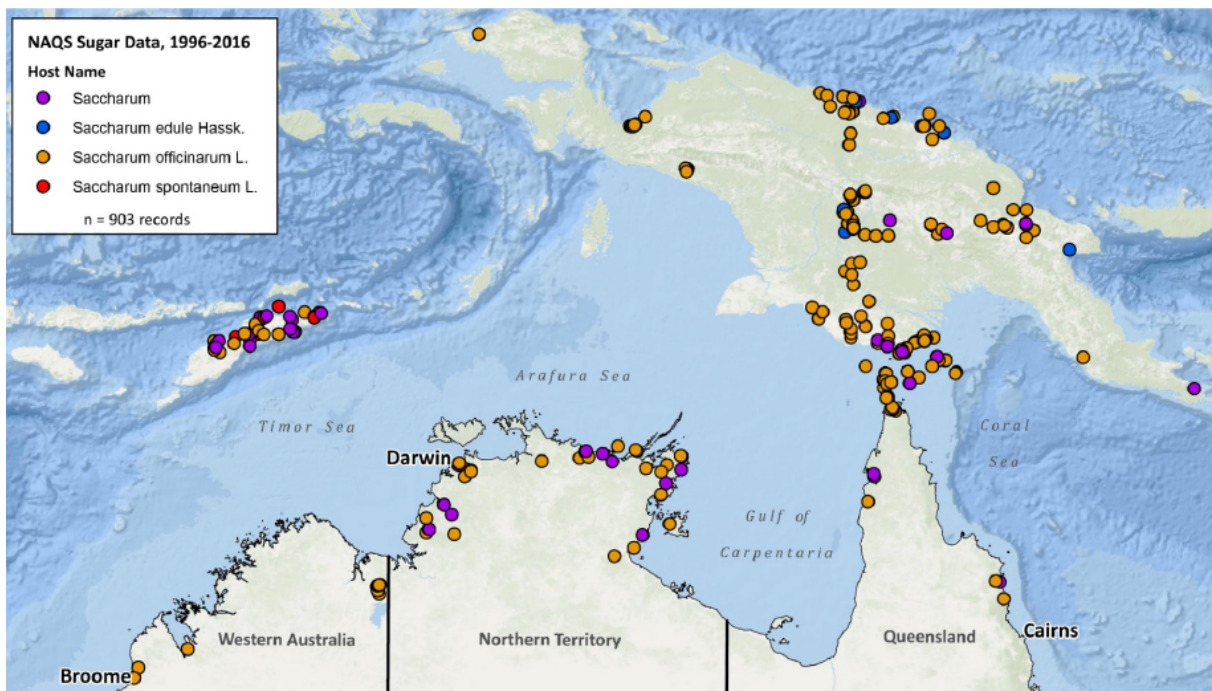 NAQS Sugar Data, 1996-2016
Host Name
Saccharum
Saccharum edule Hassk.
Saccharum officinarum L.
Saccharum spontaneum L.
n = 903 records
Arafura Sea
Timor Sea
Coral
Sea
Darwin
Gulf of
Carpentaria
Western Australia
Northern Territory
Queensland
Cairns
Broome